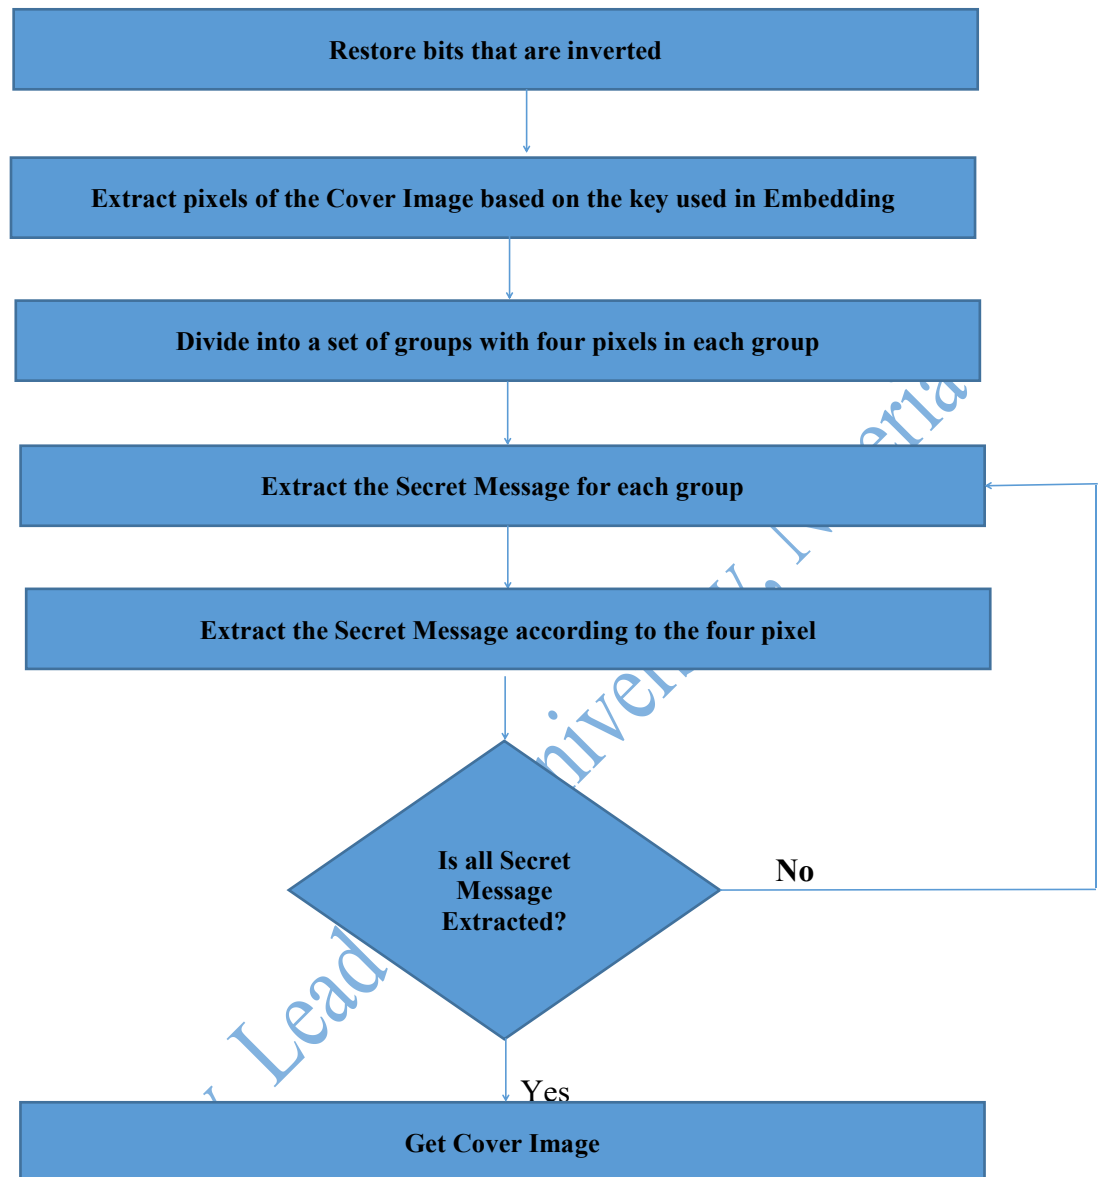 Restore bits that are inverted
Extract pixels of the Cover Image based on the key used in Embedding
Divide into a set of groups with four pixels in each group
Extract the Secret Message for each group
Extract the Secret Message according to the four pixel
Is all Secret
Message
Extracted?
No
Yes
Get Cover Image
Lead